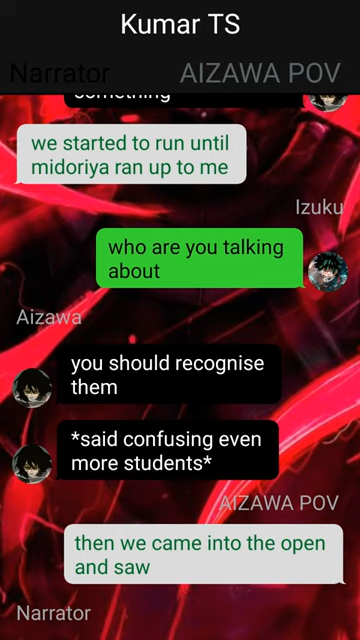 Kumar TS
Narrator
AIZAWA POV
something
we started to run until
midoriya ran up to me
Izuku
who are you talking
about
Aizawa
you should recognise
them
*said confusing even
more students*
AIZAWA POV
then we came into the open
and saw
Narrator